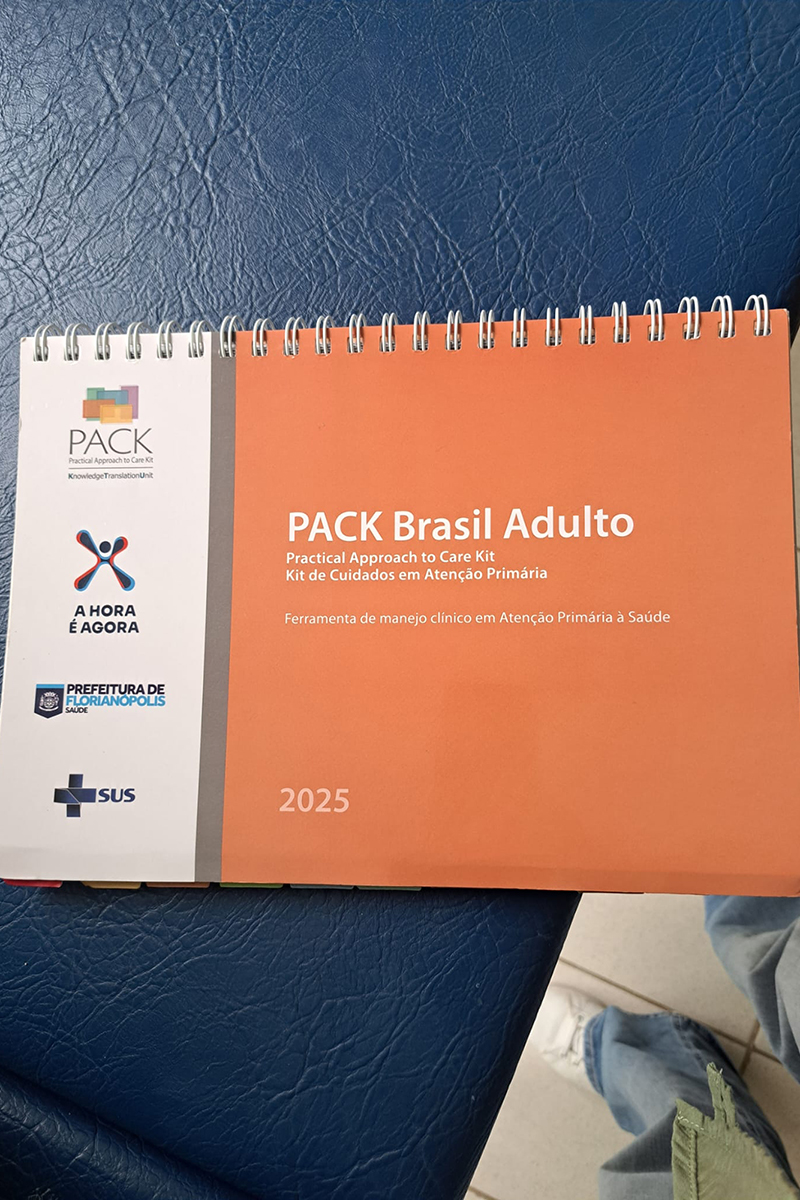 PACK
Practical Approach to Care Kit
KnowledgeTranslationUnit
A HORA
É AGORA
PREFEITURA DE
FLORIANÓPOLIS
SAÚDE
SUS
PACK Brasil Adulto
Practical Approach to Care Kit
Kit de Cuidados em Atenção Primária
Ferramenta de manejo clínico em Atenção Primária à Saúde
2025